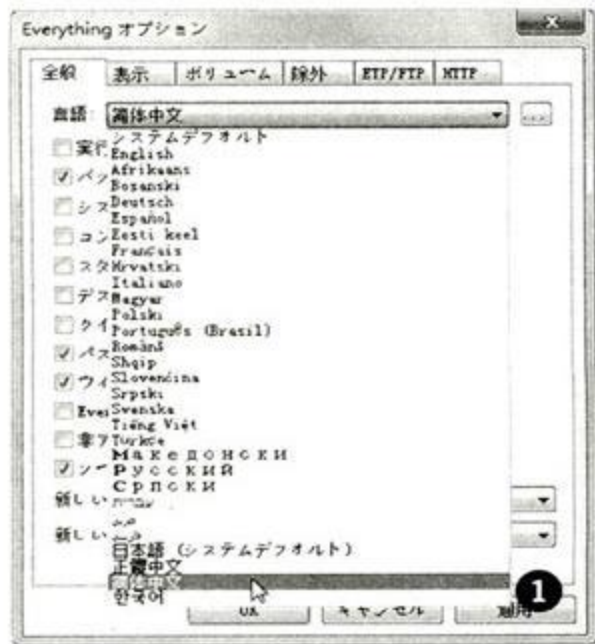 Everything オプション
全般 表示 ボリューム 除外 ETP/FTP HTTP
言語: 简体中文 ...
システムデフォルト
実行
English
Afrikaans
Bosanski
Deutsch
Español
Eesti keel
Français
Hrvatski
Italiano
Magyar
Polski
Português (Brasil)
Română
Shqip
Slovenčina
Srpski
Svenska
Tiếng Việt
Türkçe
Македонски
Русский
Српски
新しい
新しい
日本語 (システムデフォルト)
正體中文
简体中文
한국어
OK キャンセル 適用
1